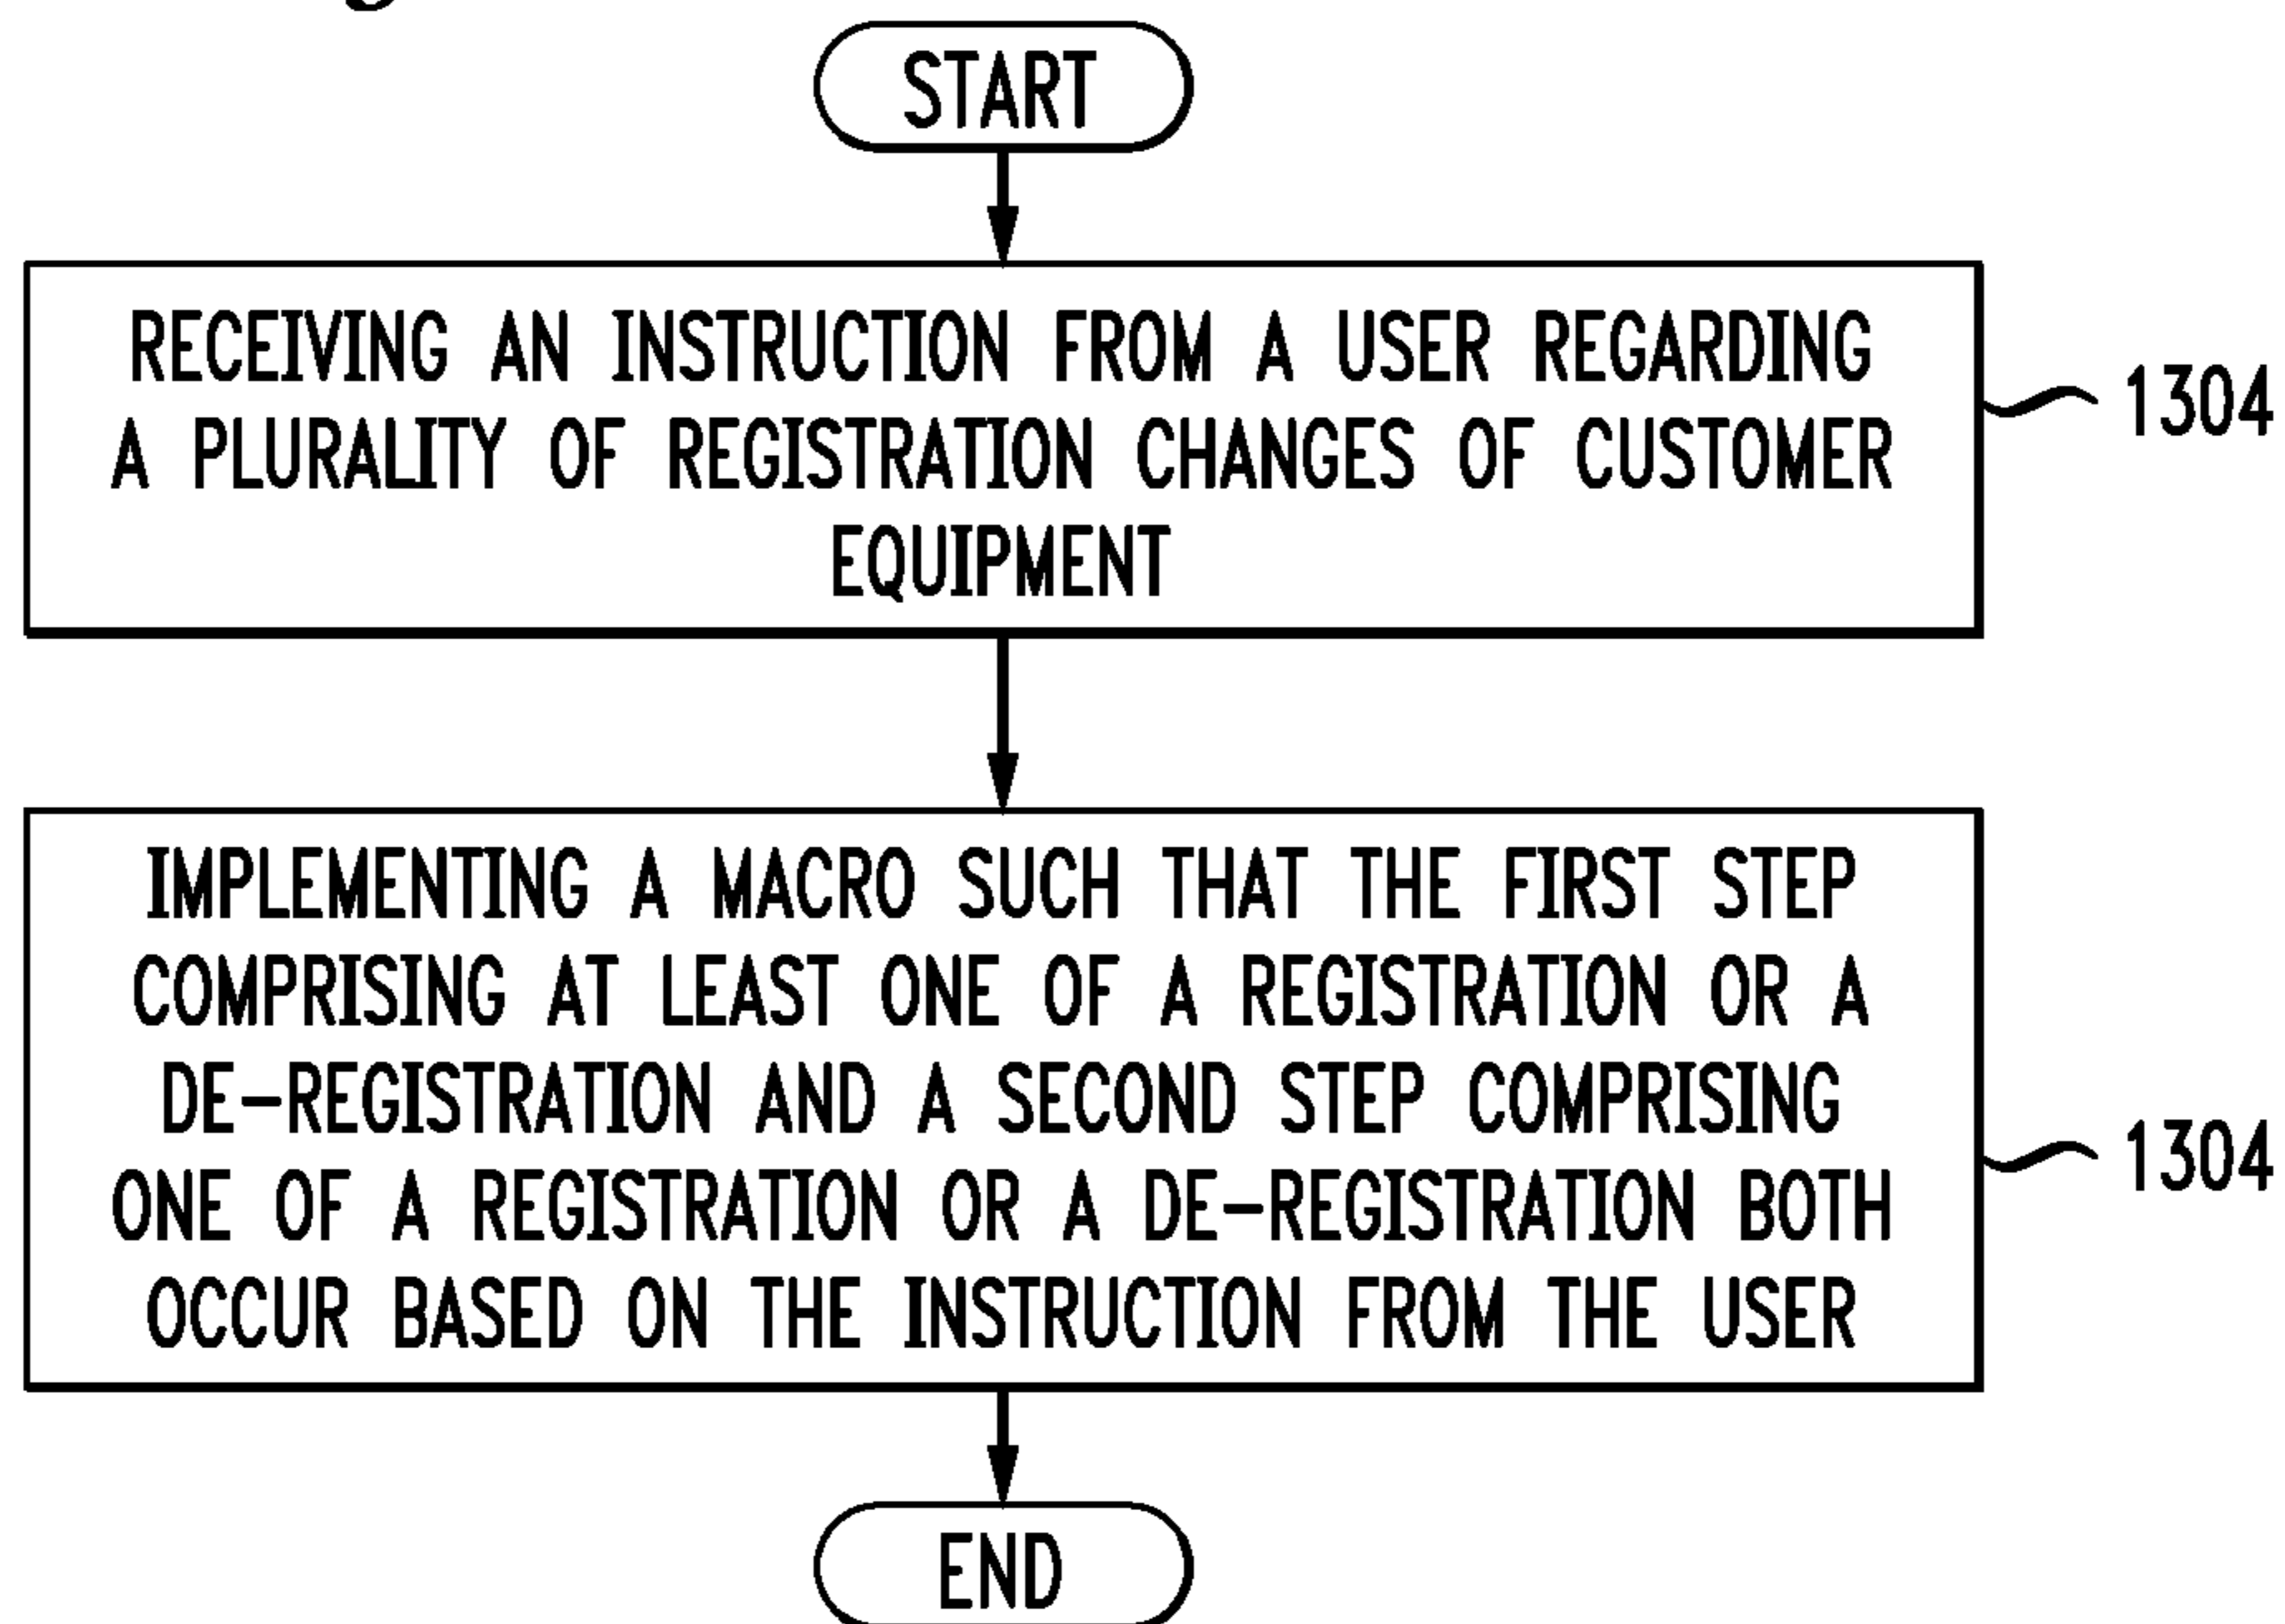 START
RECEIVING AN INSTRUCTION FROM A USER REGARDING
A PLURALITY OF REGISTRATION CHANGES OF CUSTOMER
EQUIPMENT
1304
IMPLEMENTING A MACRO SUCH THAT THE FIRST STEP
COMPRISING AT LEAST ONE OF A REGISTRATION OR A
DE-REGISTRATION AND A SECOND STEP COMPRISING
ONE OF A REGISTRATION OR A DE-REGISTRATION BOTH
OCCUR BASED ON THE INSTRUCTION FROM THE USER
1304
END